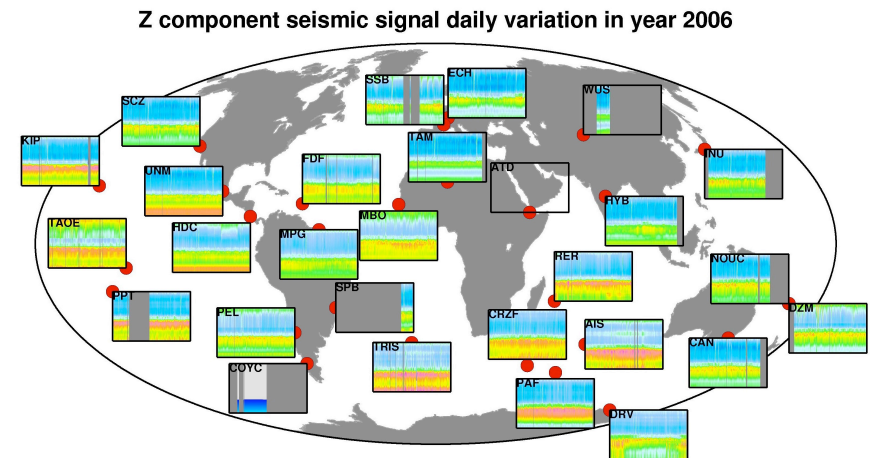 Z component seismic signal daily variation in year 2006
SSB
ECH
WUS
SCZ
KIP
TAM
INU
UNM
FDF
ATD
HYB
TAOE
HDC
MPG
MBO
RER
NOUC
PPT
SPB
PEL
CRZF
AIS
DZM
TRIS
CAN
COYC
PAF
DRV